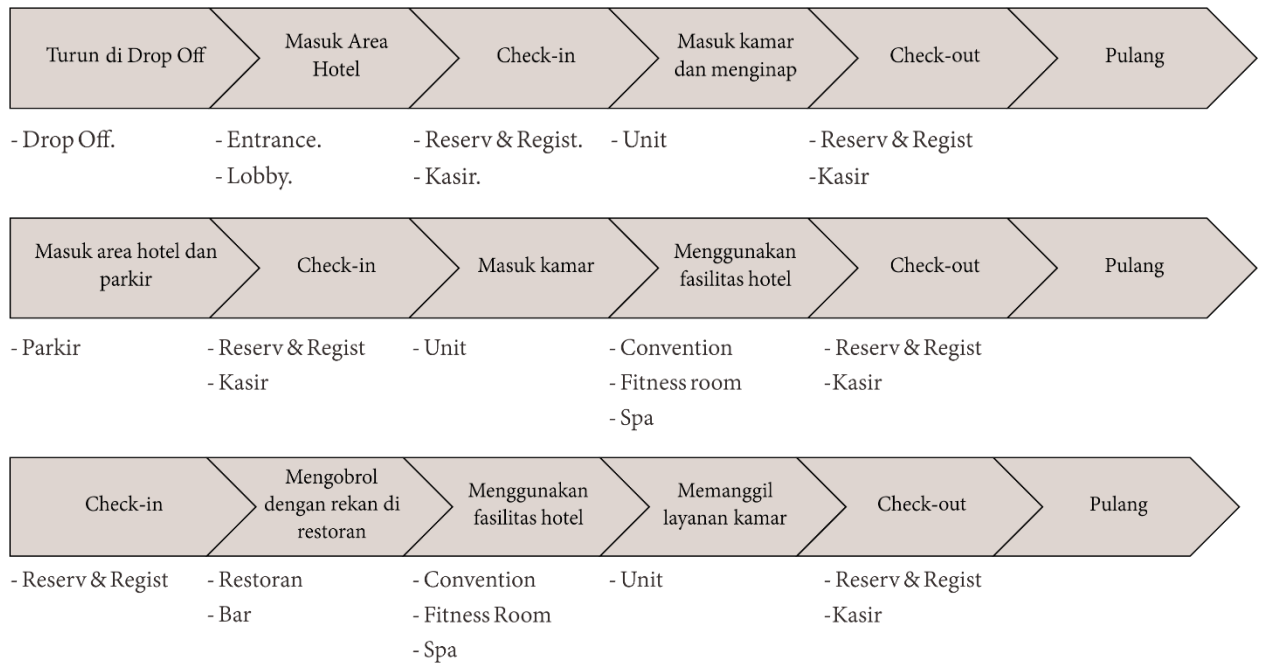 Turun di Drop Off
Masuk Area
Hotel
Check-in
Masuk kamar
dan menginap
Check-out
Pulang
- Drop Off.
- Entrance.
- Lobby.
- Reserv & Regist.
- Kasir.
- Unit
- Reserv & Regist
-Kasir
Masuk area hotel dan
parkir
Check-in
Masuk kamar
Menggunakan
fasilitas hotel
Check-out
Pulang
- Parkir
- Reserv & Regist
- Kasir
- Unit
- Convention
- Fitness room
- Spa
- Reserv & Regist
-Kasir
Check-in
Mengobrol
dengan rekan di
restoran
Menggunakan
fasilitas hotel
Memanggil
layanan kamar
Check-out
Pulang
- Reserv & Regist
- Restoran
- Bar
- Convention
- Fitness Room
- Spa
- Unit
- Reserv & Regist
-Kasir